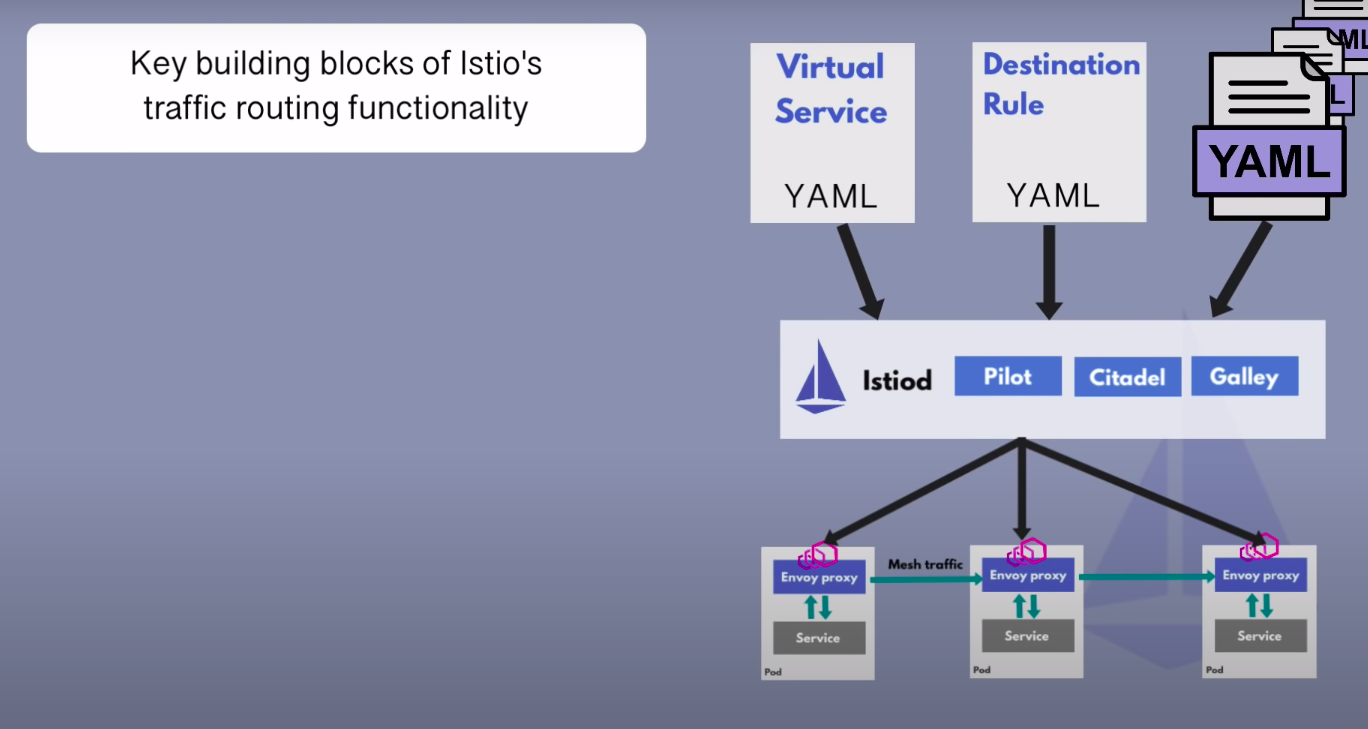 Key building blocks of Istio's
traffic routing functionality
Virtual
Service
YAML
Destination
Rule
YAML
YAML
ML
L
Istiod
Pilot
Citadel
Galley
Envoy proxy
Mesh traffic
Envoy proxy
Envoy proxy
Service
Service
Service
Pod
Pod
Pod